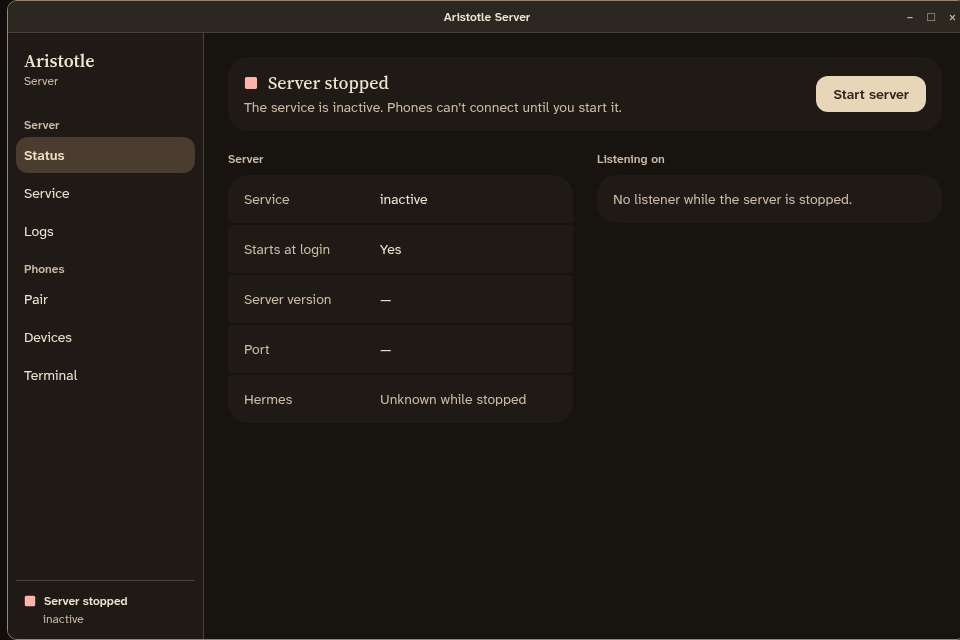 Aristotle Server
Aristotle
Server
Server
Status
Service
Logs
Phones
Pair
Devices
Terminal
Server stopped
inactive
Server stopped
The service is inactive. Phones can't connect until you start it.
Start server
Server
Service inactive
Starts at login Yes
Server version —
Port —
Hermes Unknown while stopped
Listening on
No listener while the server is stopped.